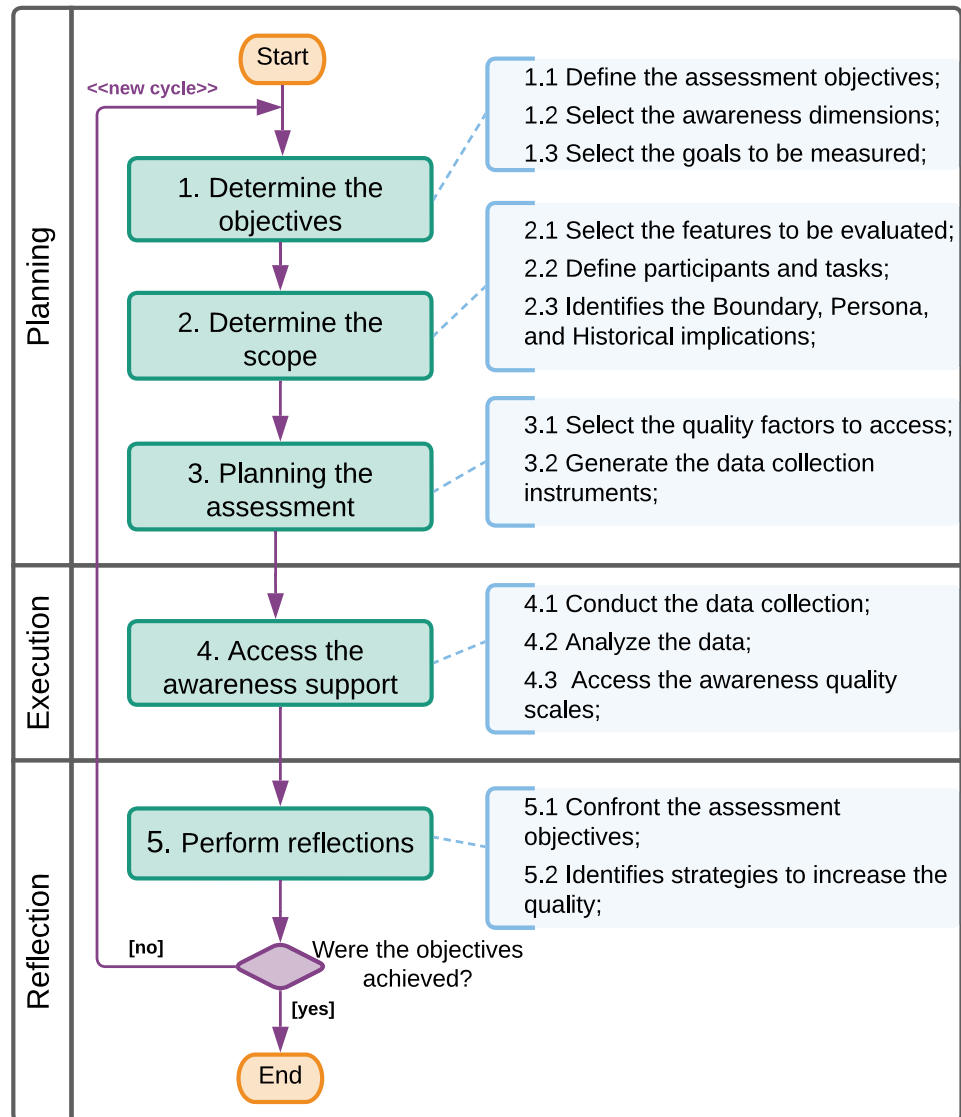 Planning
Start
<<new cycle>>
1.1 Define the assessment objectives;
1.2 Select the awareness dimensions;
1.3 Select the goals to be measured;
1. Determine the
objectives
2.1 Select the features to be evaluated;
2.2 Define participants and tasks;
2.3 Identifies the Boundary, Persona,
and Historical implications;
2. Determine the
scope
3.1 Select the quality factors to access;
3.2 Generate the data collection
instruments;
3. Planning the
assessment
Execution
4.1 Conduct the data collection;
4.2 Analyze the data;
4.3 Access the awareness quality
scales;
4. Access the
awareness support
Reflection
5.1 Confront the assessment
objectives;
5.2 Identifies strategies to increase the
quality;
5. Perform reflections
[no]
Were the objectives
achieved?
[yes]
End